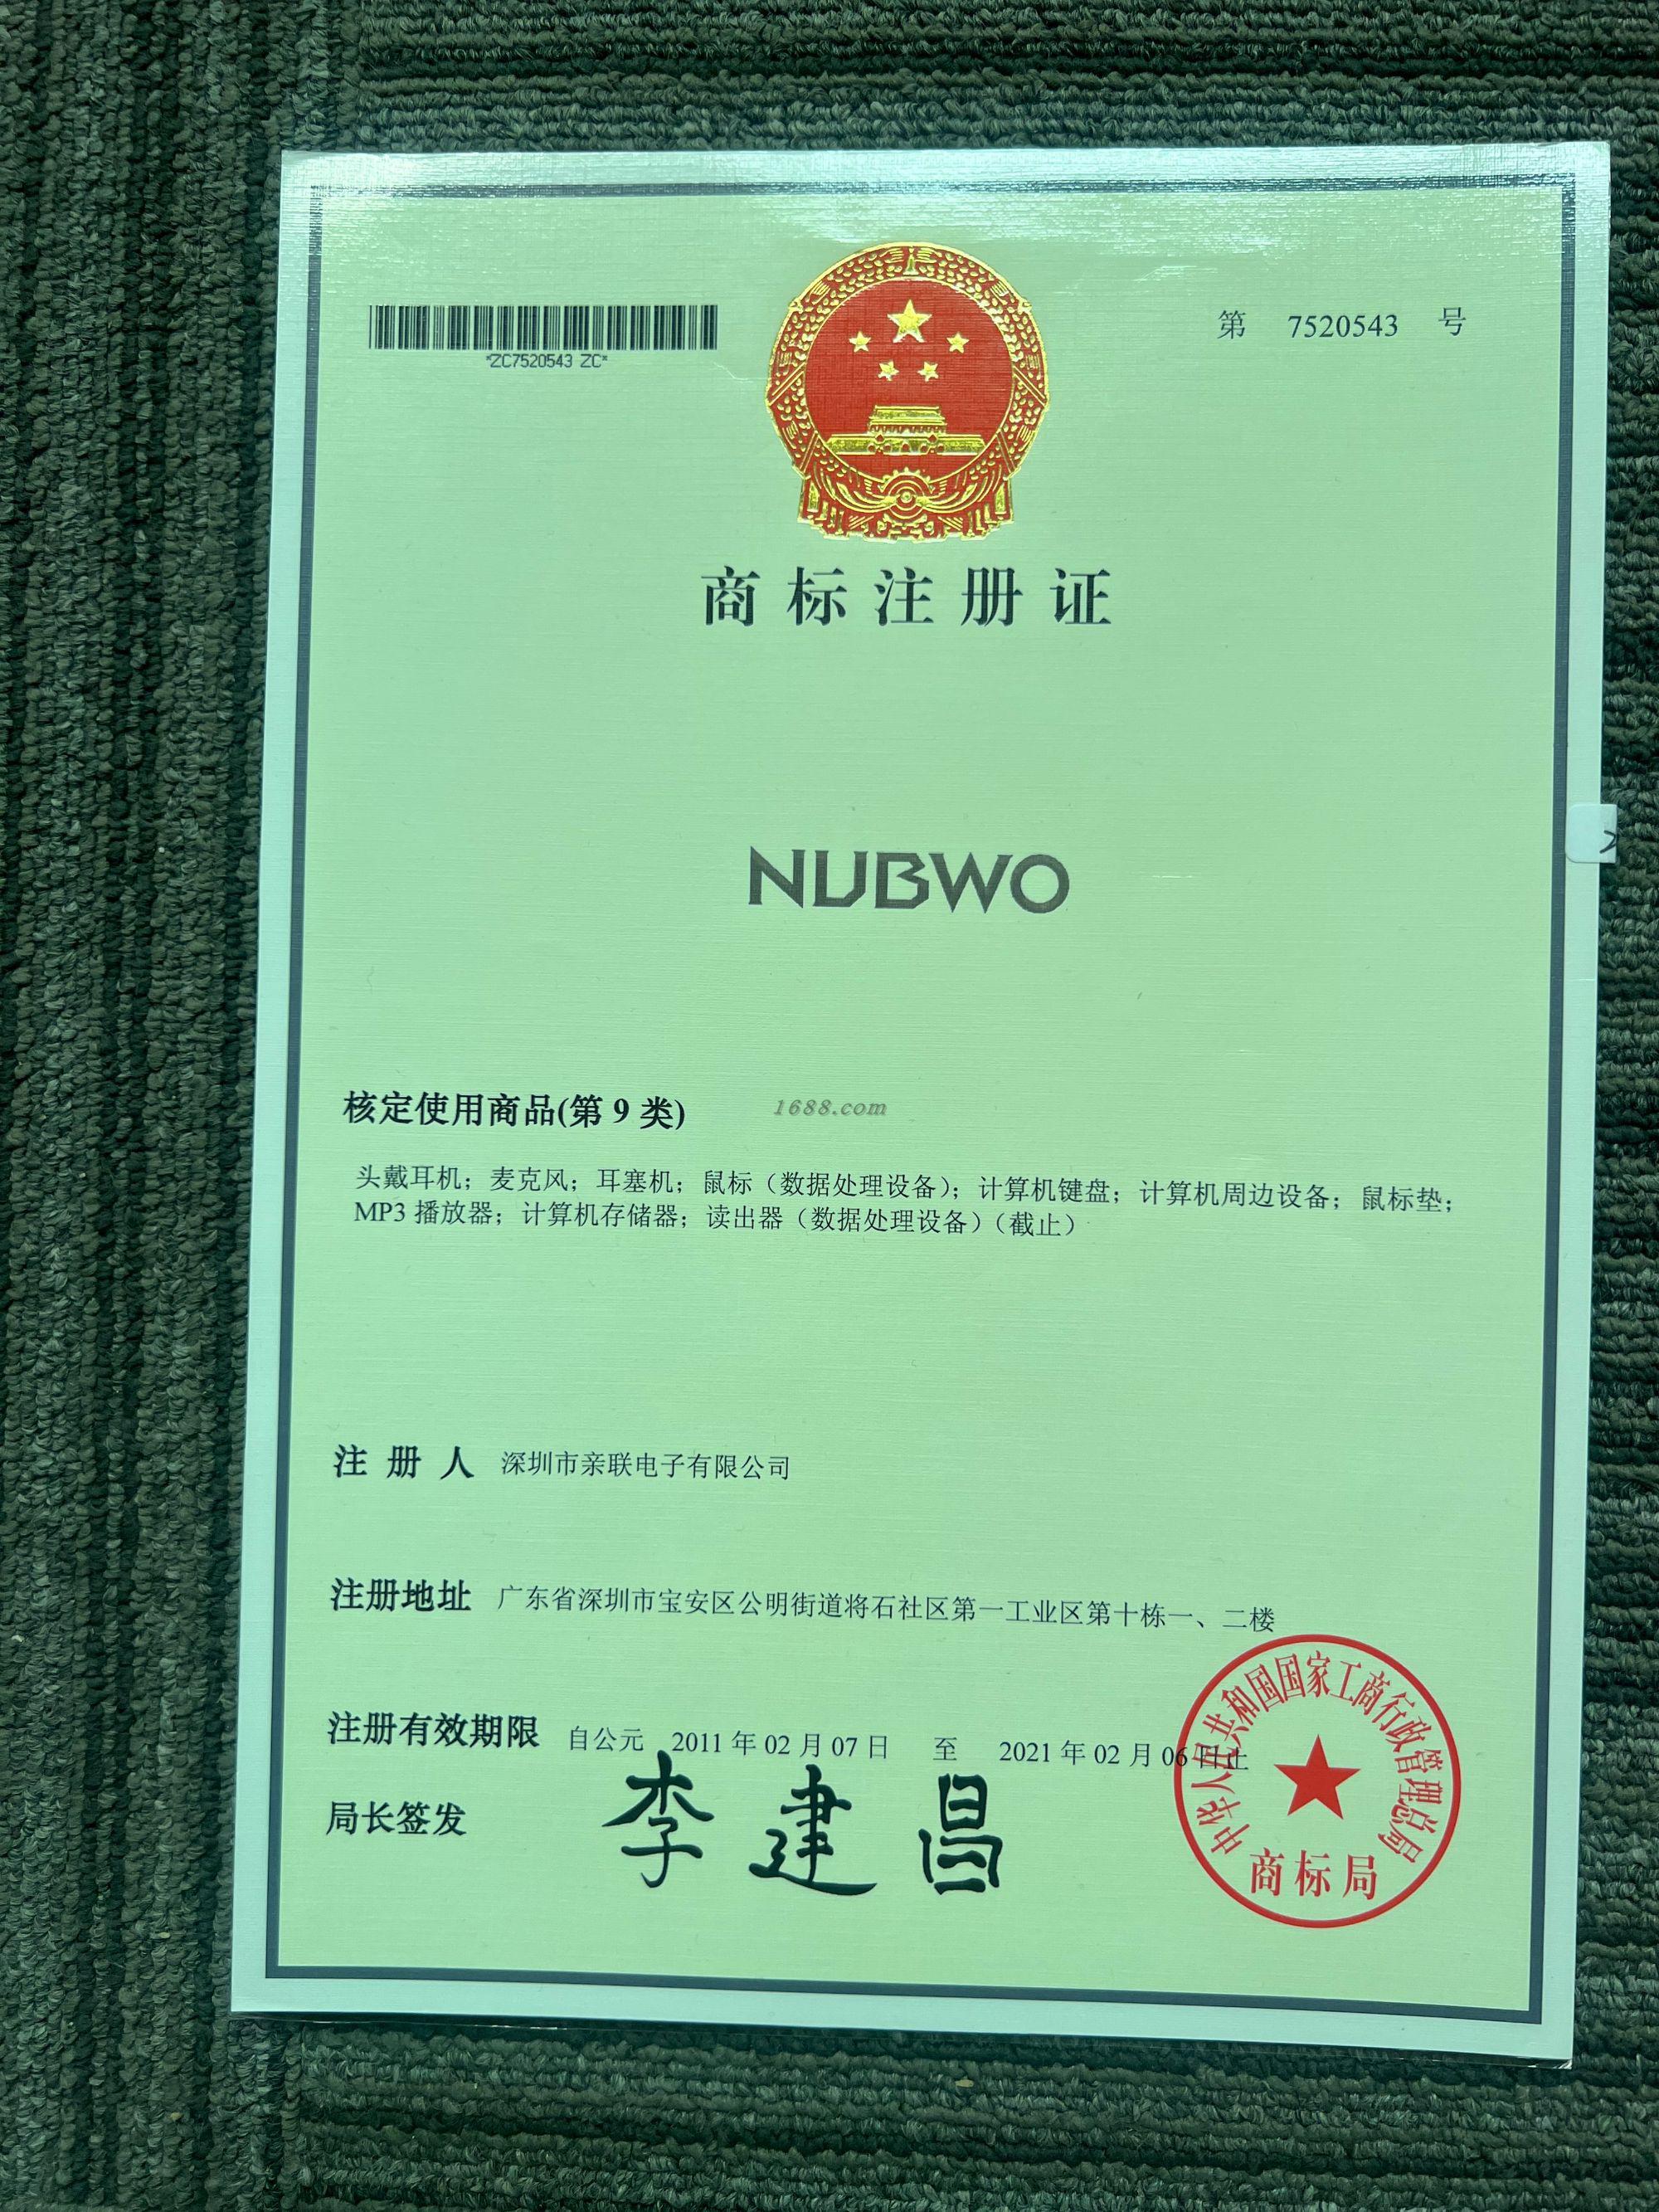 *ZC7520543 ZC*
第 7520543 号
商标注册证
NUBWO
核定使用商品(第 9 类)
1688.com
头戴耳机；麦克风；耳塞机；鼠标（数据处理设备）；计算机键盘；计算机周边设备；鼠标垫；
MP3 播放器；计算机存储器；读出器（数据处理设备）（截止）
注 册 人 深圳市亲联电子有限公司
注册地址 广东省深圳市宝安区公明街道将石社区第一工业区第十栋一、二楼
注册有效期限 自公元 2011 年 02 月 07 日 至 2021 年 02 月 06 日止
局长签发 李建昌
中华人民共和国国家工商行政管理总局
商标局